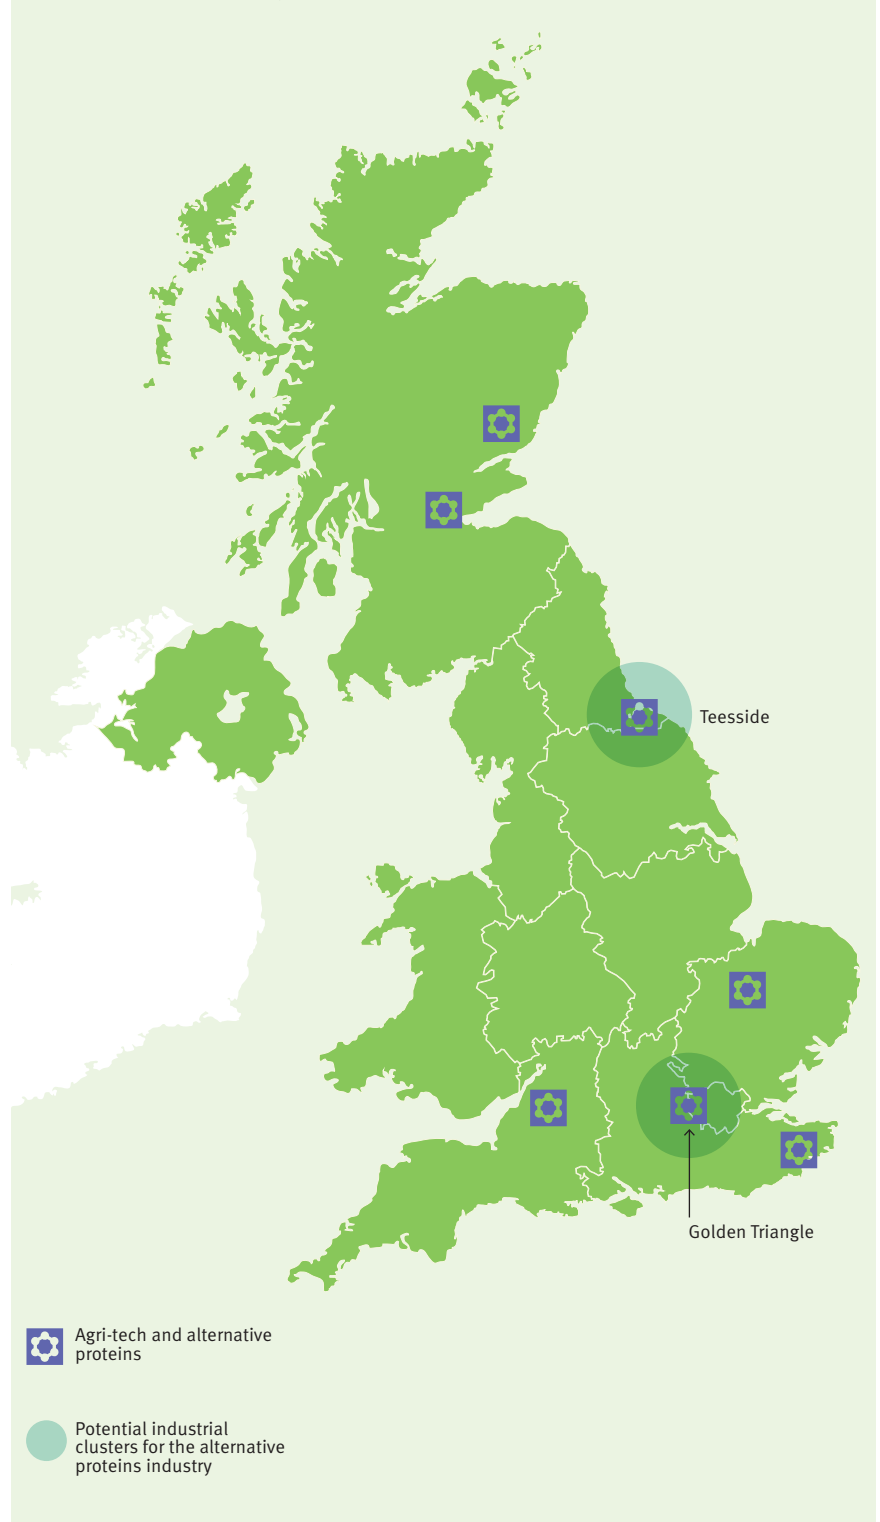 Teesside
Golden Triangle
Agri-tech and alternative
proteins
Potential industrial
clusters for the alternative
proteins industry